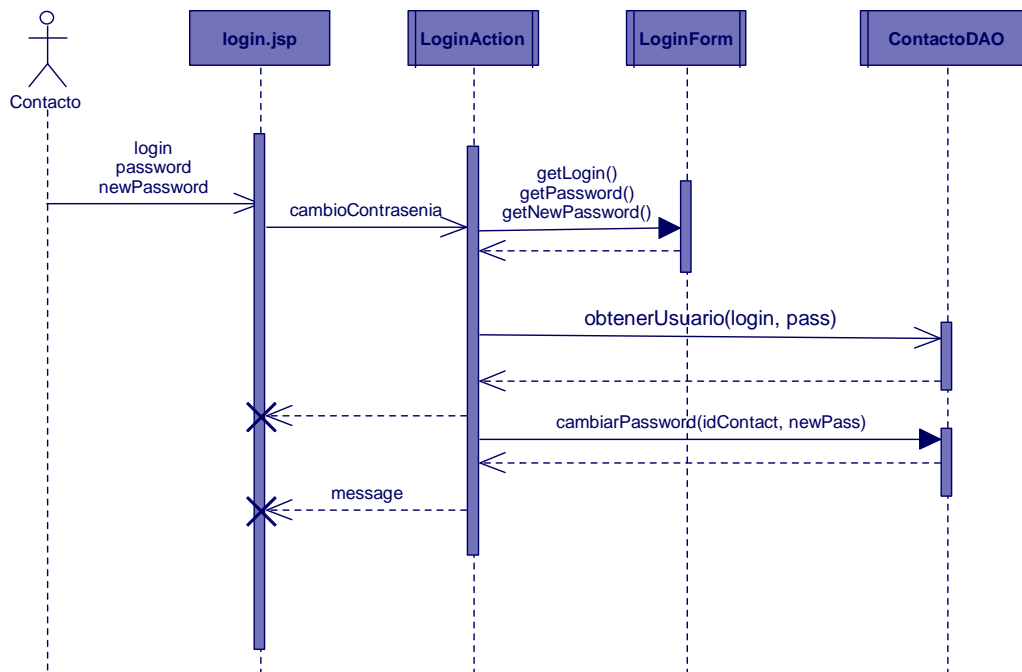 login.jsp
LoginAction
LoginForm
ContactoDAO
Contacto
login
password
newPassword
cambioContrasenia
getLogin()
getPassword()
getNewPassword()
obtenerUsuario(login, pass)
cambiarPassword(idContact, newPass)
message